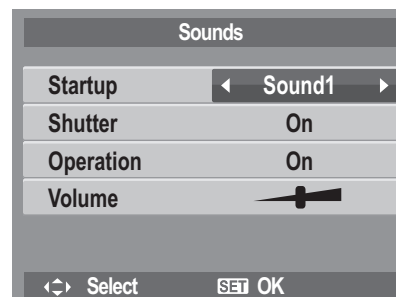 Sounds
Startup Sound1
Shutter On
Operation On
Volume
Select SET OK